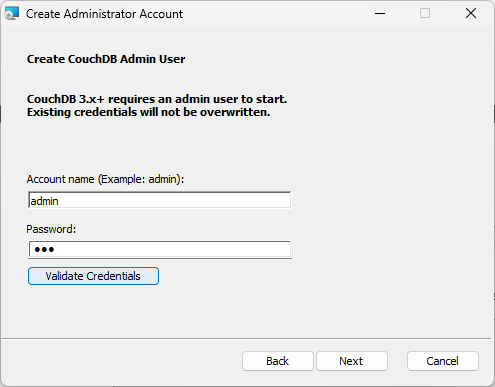 Create Administrator Account
Create CouchDB Admin User
CouchDB 3.x+ requires an admin user to start.
Existing credentials will not be overwritten.
Account name (Example: admin):
admin
Password:
●●●
Validate Credentials
Back Next Cancel